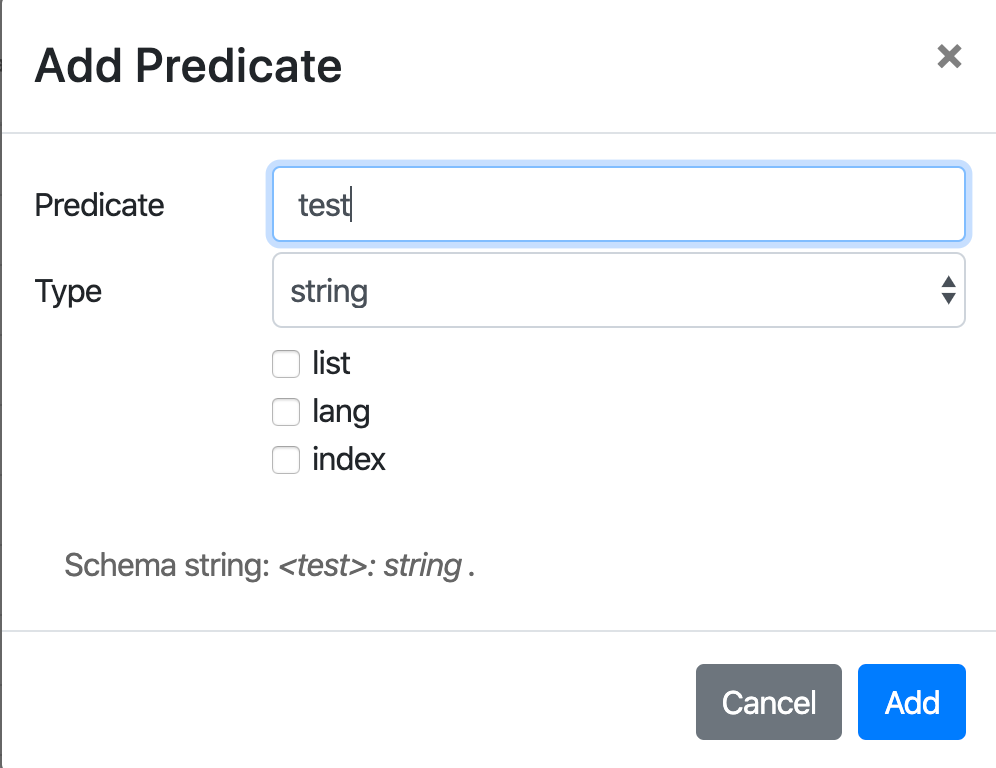 Add Predicate
Predicate
test
Type
string
list
lang
index
Schema string: <test>: string .
Cancel
Add